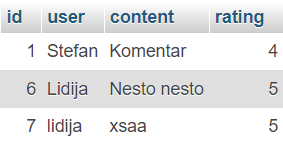 id user content rating
1 Stefan Komentar 4
6 Lidija Nesto nesto 5
7 lidija xsaa 5